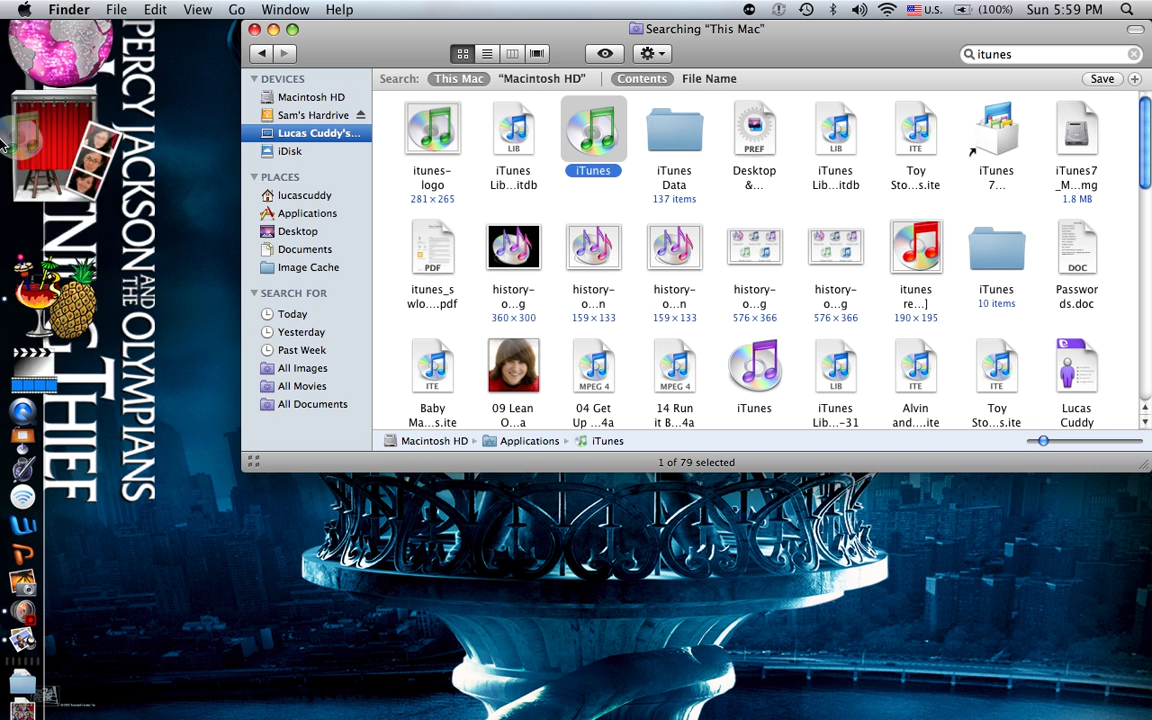 Finder File Edit View Go Window Help
U.S. (100%) Sun 5:59 PM
Searching “This Mac”
itunes
Search: This Mac “Macintosh HD” Contents File Name Save
DEVICES
Macintosh HD
Sam's Hardrive
Lucas Cuddy's...
iDisk
PLACES
lucascuddy
Applications
Desktop
Documents
Image Cache
SEARCH FOR
Today
Yesterday
Past Week
All Images
All Movies
All Documents
itunes-
logo
281×265
LIB
iTunes
Lib...itdb
iTunes
iTunes
Data
137 items
PREF
Desktop
&...
LIB
iTunes
Lib...itdb
ITE
Toy
Sto...s.ite
iTunes
7...
iTunes7
_M...mg
1.8 MB
PDF
itunes_s
wlo....pdf
history-
o...g
360×300
history-
o...n
159×133
history-
o...n
159×133
history-
o...g
576×366
history-
o...g
576×366
itunes
re...]
190×195
iTunes
10 items
DOC
Passwor
ds.doc
ITE
Baby
Ma...s.ite
09 Lean
O...a
MPEG 4
04 Get
Up ...4a
MPEG 4
14 Run
it B...4a
iTunes
LIB
iTunes
Lib...-31
ITE
Alvin
and....ite
ITE
Toy
Sto...s.ite
Lucas
Cuddy
Macintosh HD Applications iTunes
1 of 79 selected
PERCY JACKSON AND THE OLYMPIANS
THIEF